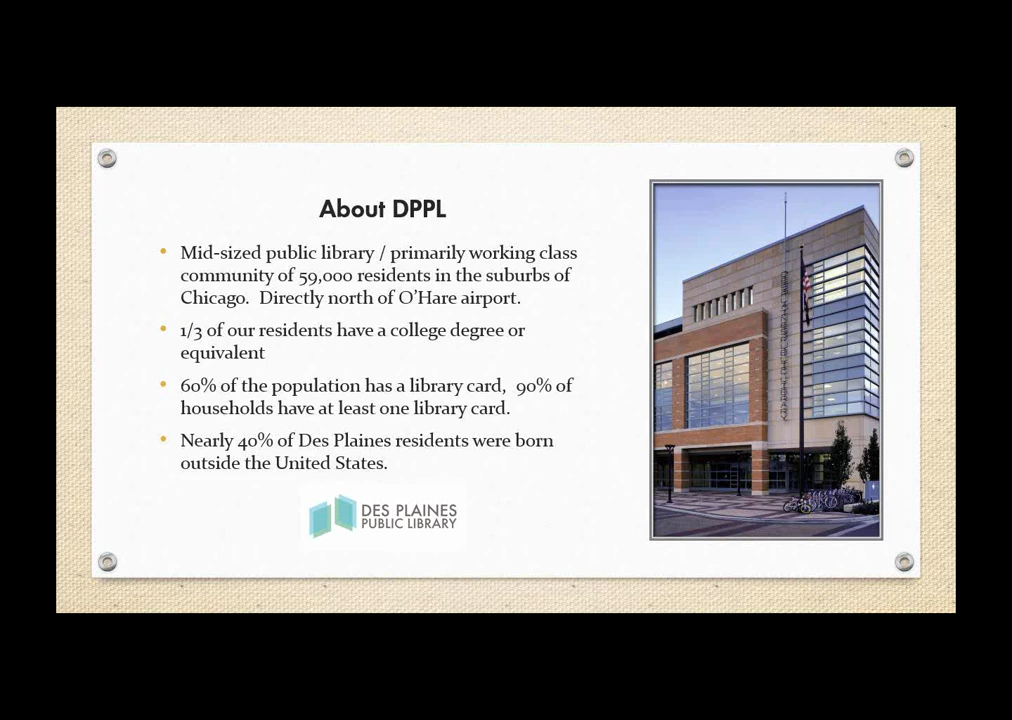 About DPPL
• Mid-sized public library / primarily working class
community of 59,000 residents in the suburbs of
Chicago.  Directly north of O’Hare airport.
• 1/3 of our residents have a college degree or
equivalent
• 60% of the population has a library card,  90% of
households have at least one library card.
• Nearly 40% of Des Plaines residents were born
outside the United States.
DES PLAINES
PUBLIC LIBRARY